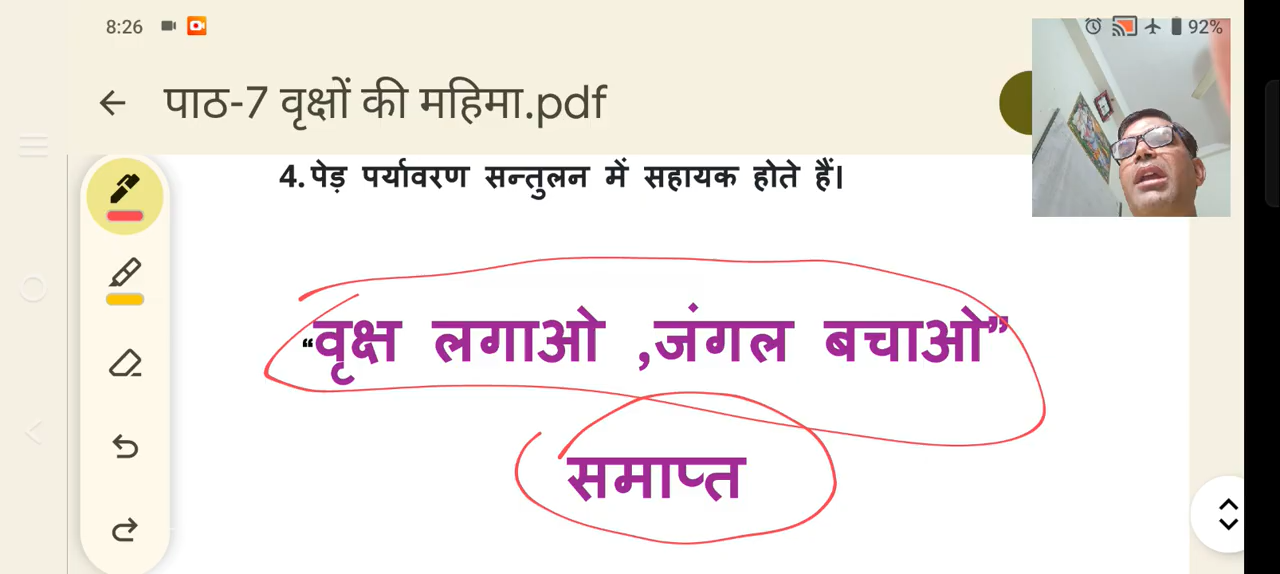 8:26
92%
पाठ-7 वृक्षों की महिमा.pdf
4. पेड़ पर्यावरण सन्तुलन में सहायक होते हैं।
“वृक्ष लगाओ ,जंगल बचाओ”
समाप्त